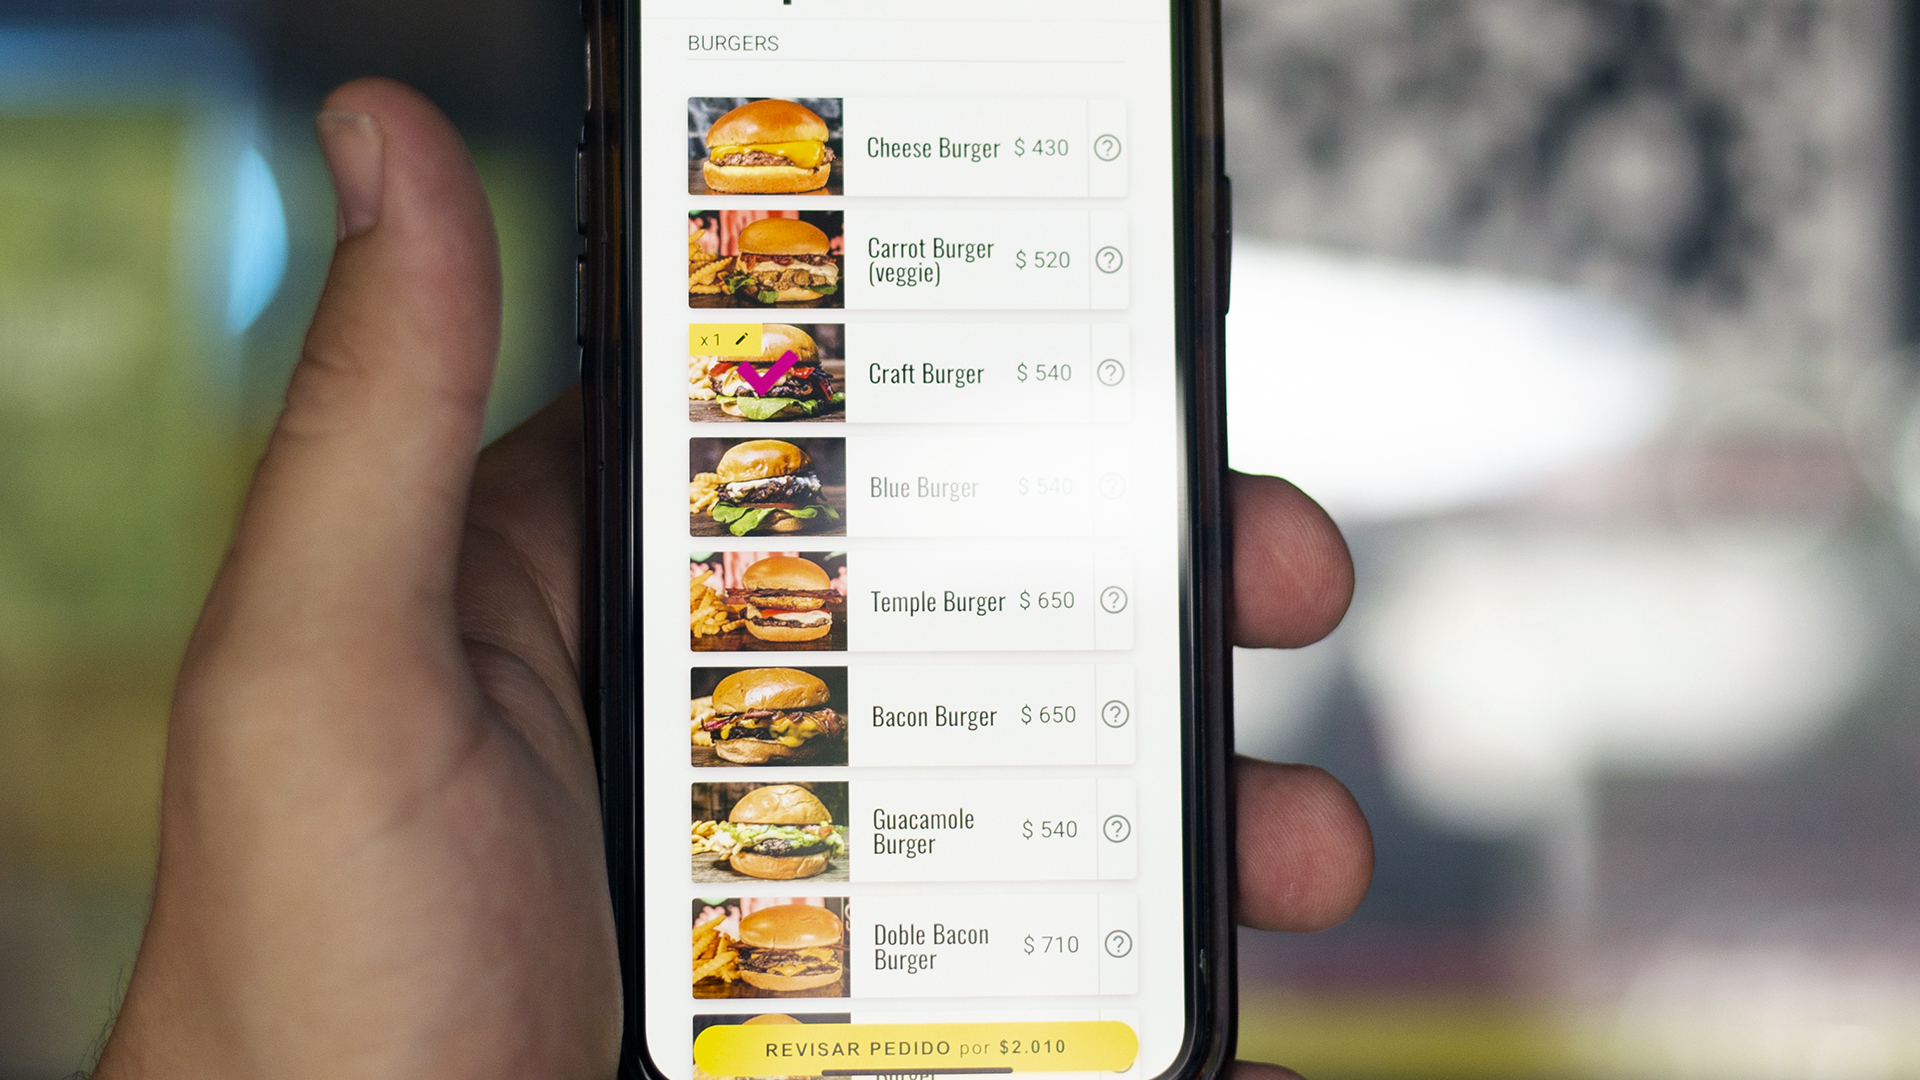 BURGERS
Cheese Burger $ 430
Carrot Burger
(veggie) $ 520
x 1
Craft Burger $ 540
Blue Burger $ 540
Temple Burger $ 650
Bacon Burger $ 650
Guacamole
Burger $ 540
Doble Bacon
Burger $ 710
REVISAR PEDIDO por $2.010
Burger